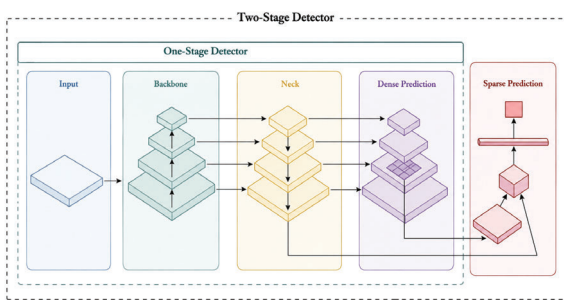 Two-Stage Detector
One-Stage Detector
Input
Backbone
Neck
Dense Prediction
Sparse Prediction